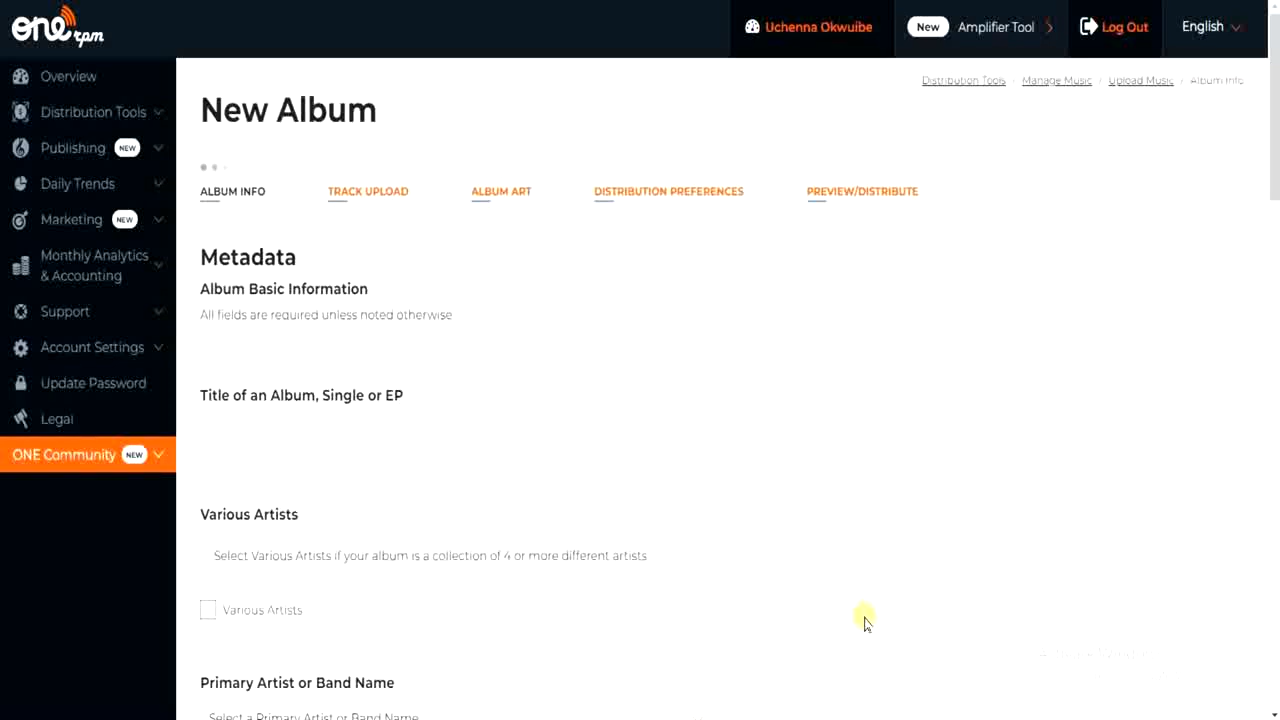 one rpm
Uchenna Okwuibe
New Amplifier Tool
Log Out
English
Overview
Distribution Tools
Publishing NEW
Daily Trends
Marketing NEW
Monthly Analytics
& Accounting
Support
Account Settings
Update Password
Legal
ONE Community NEW
Distribution Tools / Manage Music / Upload Music / Album Info
New Album
ALBUM INFO TRACK UPLOAD ALBUM ART DISTRIBUTION PREFERENCES PREVIEW/DISTRIBUTE
Metadata
Album Basic Information
All fields are required unless noted otherwise
Title of an Album, Single or EP
Various Artists
Select Various Artists if your album is a collection of 4 or more different artists
Various Artists
Primary Artist or Band Name
Select a Primary Artist or Band Name